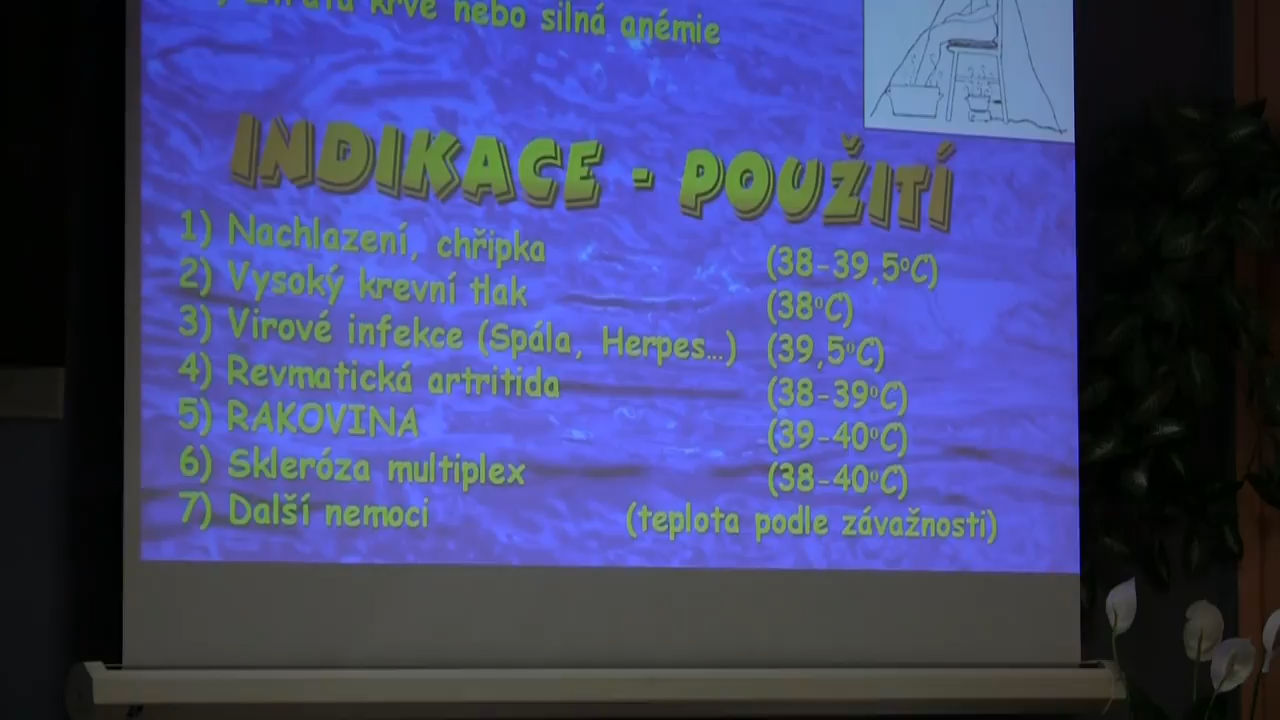 krve nebo silná anémie
INDIKACE - POUŽITÍ
1) Nachlazení, chřipka (38-39,5°C)
2) Vysoký krevní tlak (38°C)
3) Virové infekce (Spála, Herpes...) (39,5°C)
4) Revmatická artritida (38-39°C)
5) RAKOVINA (39-40°C)
6) Skleróza multiplex (38-40°C)
7) Další nemoci (teplota podle závažnosti)